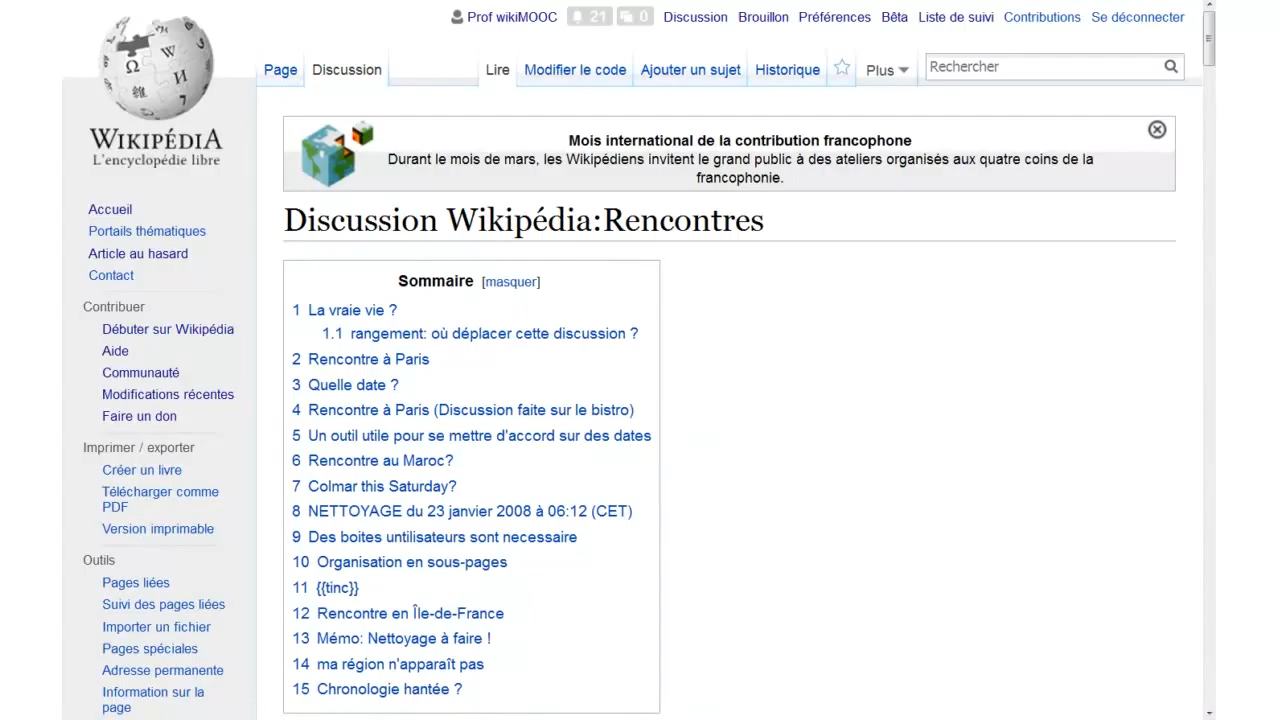 Prof wikiMOOC 21 0 Discussion Brouillon Préférences Bêta Liste de suivi Contributions Se déconnecter
Page Discussion Lire Modifier le code Ajouter un sujet Historique Plus Rechercher
WIKIPÉDIA
L'encyclopédie libre
Accueil
Portails thématiques
Article au hasard
Contact
Contribuer
Débuter sur Wikipédia
Aide
Communauté
Modifications récentes
Faire un don
Imprimer / exporter
Créer un livre
Télécharger comme
PDF
Version imprimable
Outils
Pages liées
Suivi des pages liées
Importer un fichier
Pages spéciales
Adresse permanente
Information sur la
page
Mois international de la contribution francophone
Durant le mois de mars, les Wikipédiens invitent le grand public à des ateliers organisés aux quatre coins de la
francophonie.
Discussion Wikipédia:Rencontres
Sommaire [masquer]
1 La vraie vie ?
1.1 rangement: où déplacer cette discussion ?
2 Rencontre à Paris
3 Quelle date ?
4 Rencontre à Paris (Discussion faite sur le bistro)
5 Un outil utile pour se mettre d'accord sur des dates
6 Rencontre au Maroc?
7 Colmar this Saturday?
8 NETTOYAGE du 23 janvier 2008 à 06:12 (CET)
9 Des boites untilisateurs sont necessaire
10 Organisation en sous-pages
11 {{tinc}}
12 Rencontre en Île-de-France
13 Mémo: Nettoyage à faire !
14 ma région n'apparaît pas
15 Chronologie hantée ?